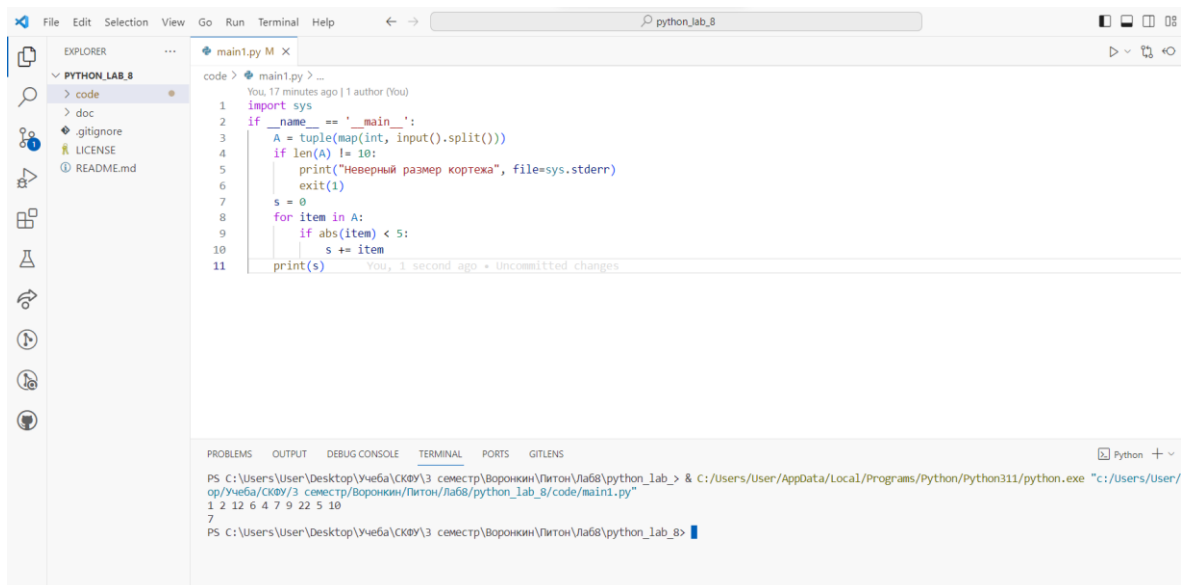 File Edit Selection View Go Run Terminal Help python_lab_8
EXPLORER
main1.py M
PYTHON_LAB_8
code
doc
.gitignore
LICENSE
README.md
code > main1.py > ...
You, 17 minutes ago | 1 author (You)
1 import sys
2 if __name__ == '__main__':
3 A = tuple(map(int, input().split()))
4 if len(A) != 10:
5 print("Неверный размер кортежа", file=sys.stderr)
6 exit(1)
7 s = 0
8 for item in A:
9 if abs(item) < 5:
10 s += item
11 print(s) You, 1 second ago • Uncommitted changes
1
PROBLEMS OUTPUT DEBUG CONSOLE TERMINAL PORTS GITLENS Python
PS C:\Users\User\Desktop\Учеба\СКФУ\3 семестр\Воронкин\Питон\Лаб8\python_lab_> & C:/Users/User/AppData/Local/Programs/Python/Python311/python.exe "c:/Users/User/
ор/Учеба/СКФУ/3 семестр/Воронкин/Питон/Лаб8/python_lab_8/code/main1.py"
1 2 12 6 4 7 9 22 5 10
7
PS C:\Users\User\Desktop\Учеба\СКФУ\3 семестр\Воронкин\Питон\Лаб8\python_lab_8>